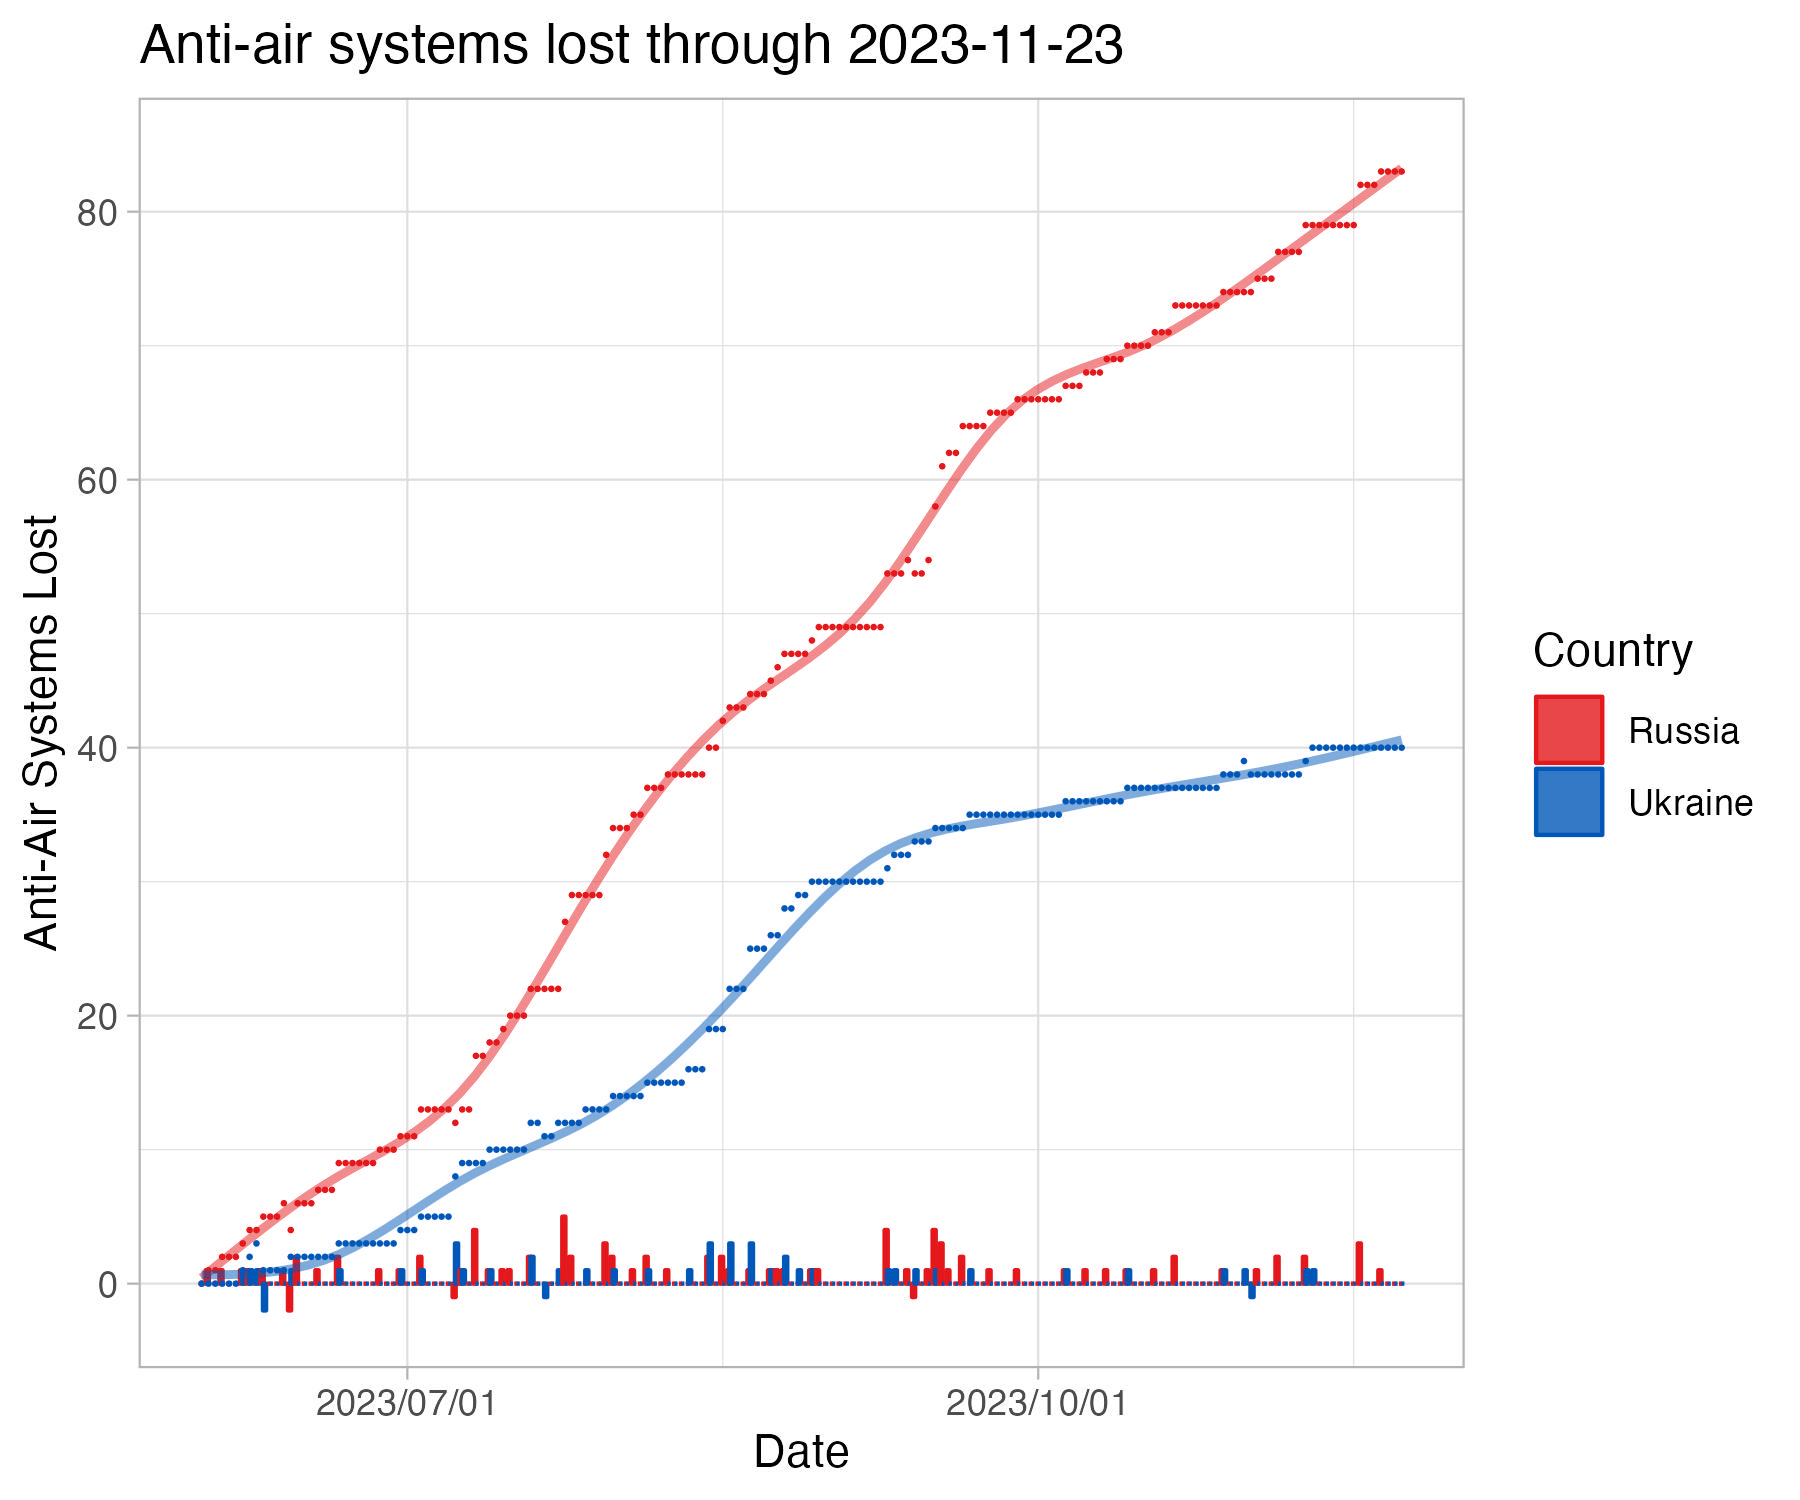 Anti-air systems lost through 2023-11-23
Anti-Air Systems Lost
80
60
40
20
0
2023/07/01
2023/10/01
Date
Country
Russia
Ukraine